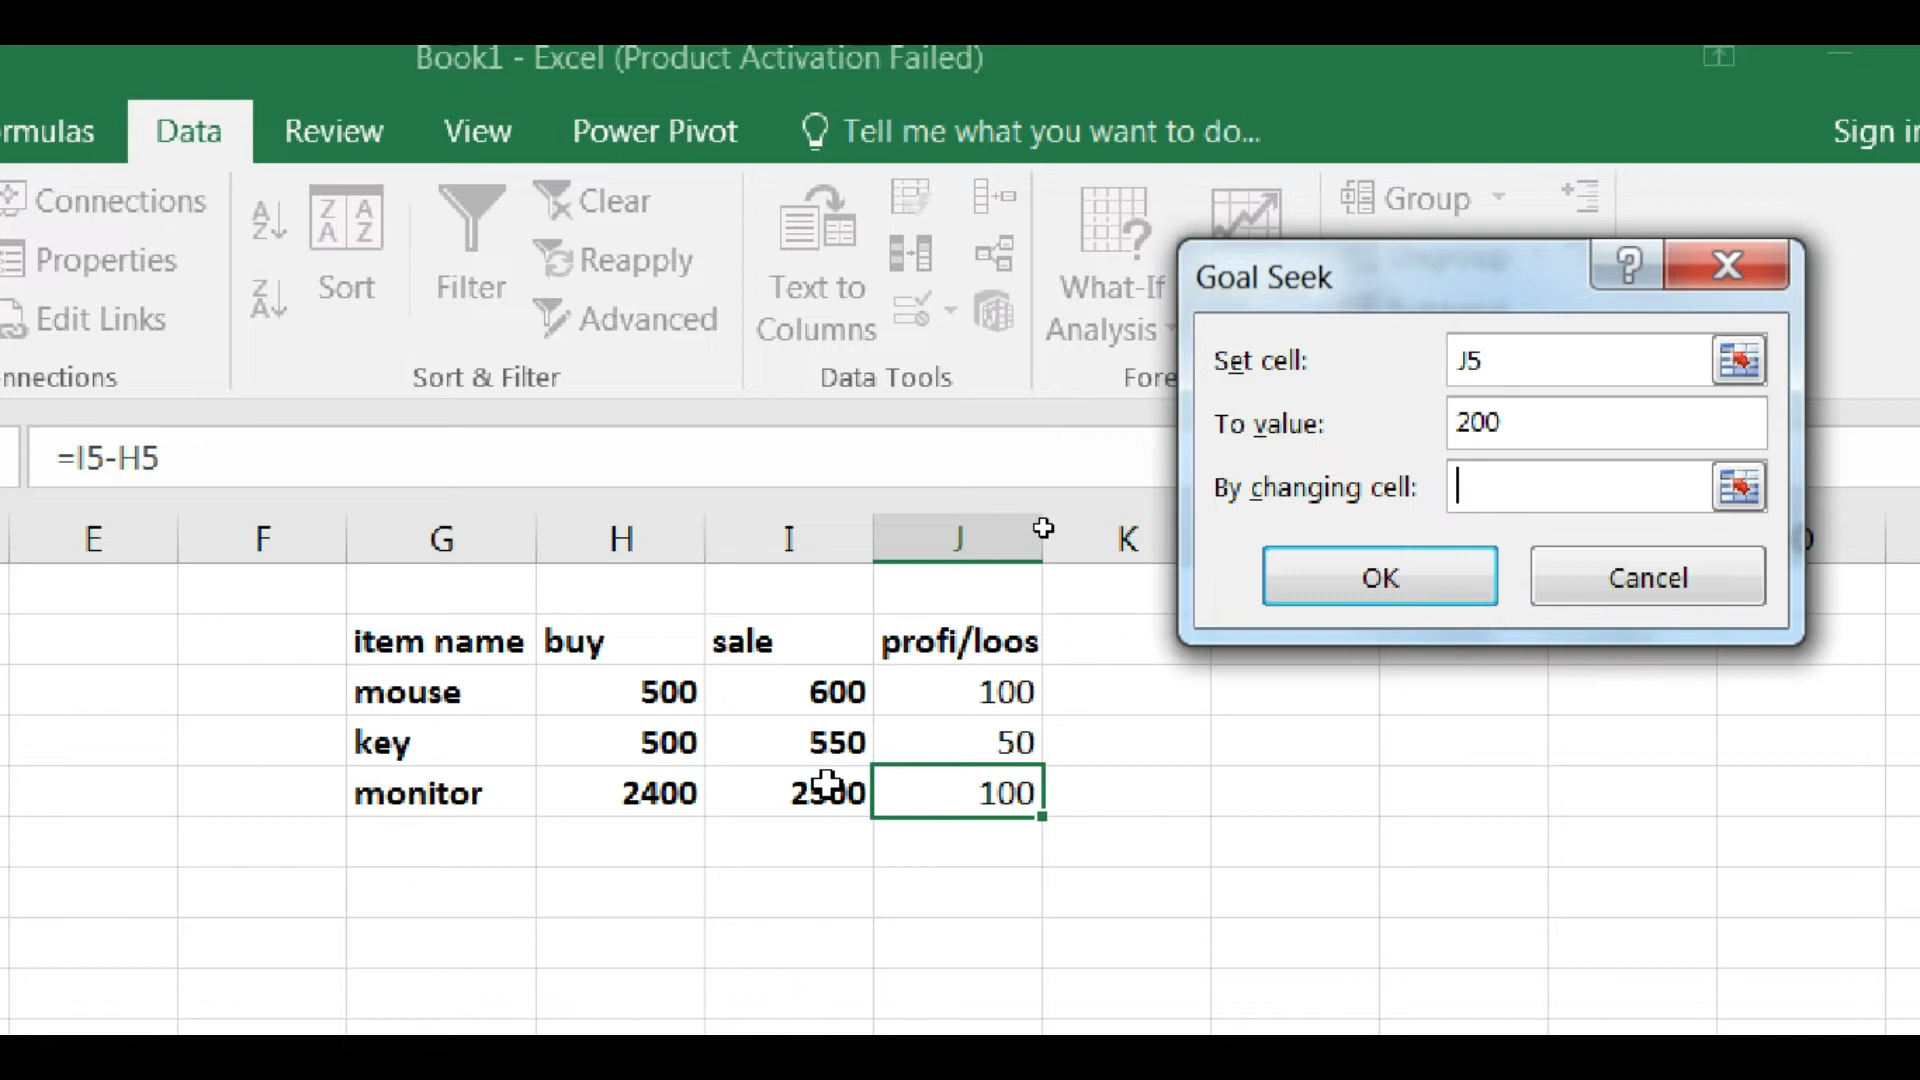 Book1 - Excel (Product Activation Failed)
ormulas Data Review View Power Pivot Tell me what you want to do... Sign in
Connections
Properties
Edit Links
nnections
A Z
Z A
Z A
A Z
Sort
Filter
Clear
Reapply
Advanced
Sort & Filter
Text to
Columns
Data Tools
What-If
Analysis
Fore
Group
Goal Seek
Set cell: J5
To value: 200
By changing cell:
OK Cancel
=I5-H5
E F G H I J K
item name buy sale profi/loos
mouse 500 600 100
key 500 550 50
monitor 2400 2500 100